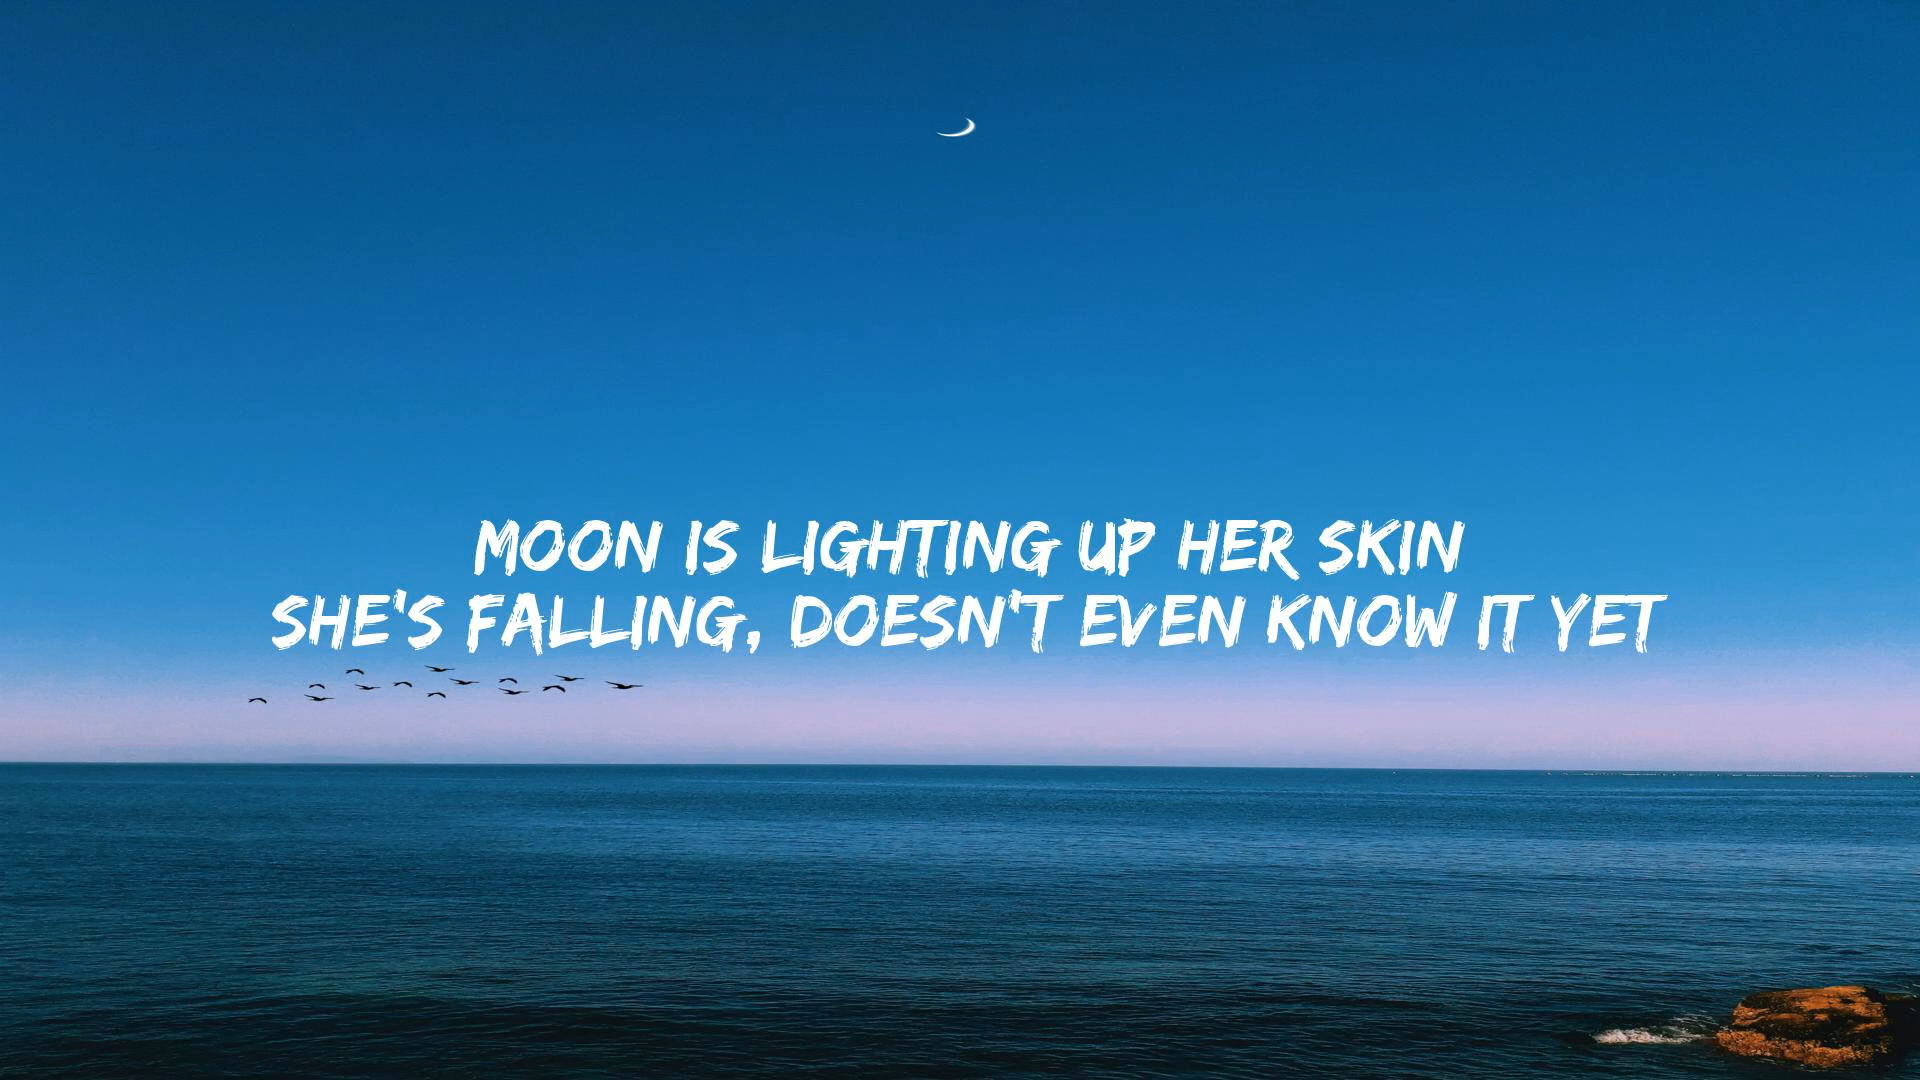 MOON IS LIGHTING UP HER SKIN
SHE'S FALLING, DOESN'T EVEN KNOW IT YET